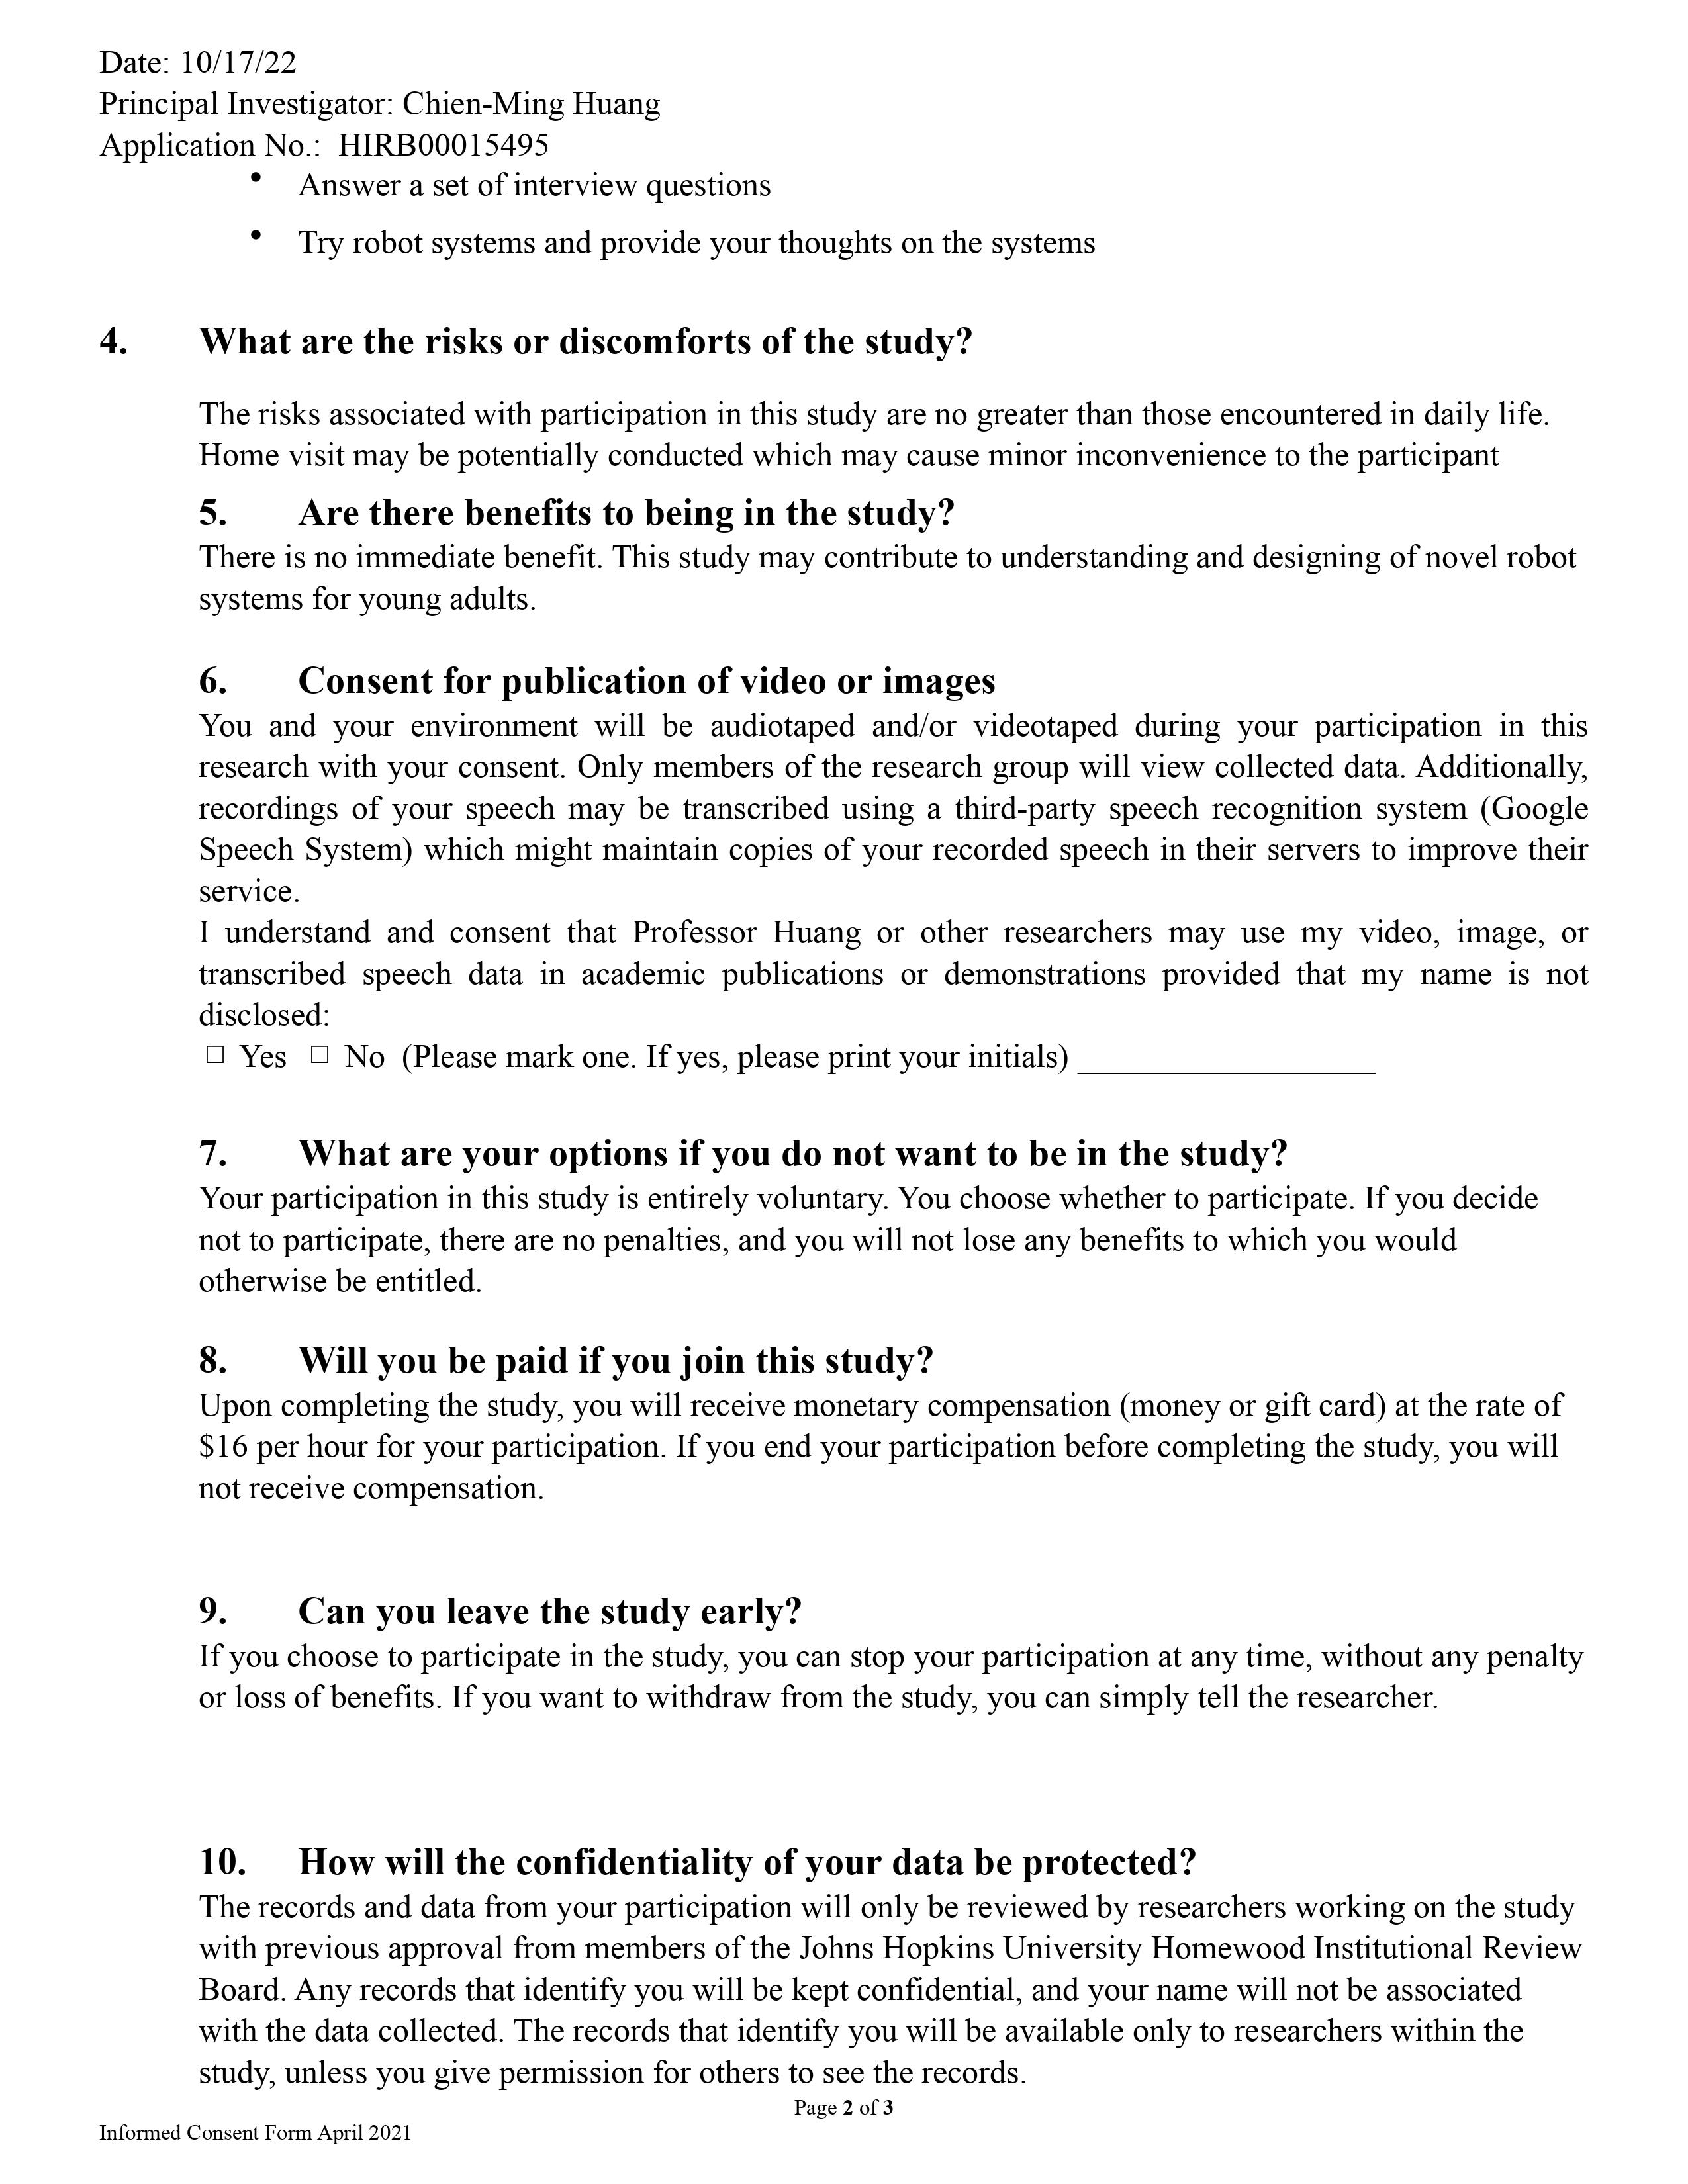 Date: 10/17/22
Principal Investigator: Chien-Ming Huang
Application No.:  HIRB00015495
• Answer a set of interview questions
• Try robot systems and provide your thoughts on the systems
4. What are the risks or discomforts of the study?
The risks associated with participation in this study are no greater than those encountered in daily life.
Home visit may be potentially conducted which may cause minor inconvenience to the participant
5. Are there benefits to being in the study?
There is no immediate benefit. This study may contribute to understanding and designing of novel robot
systems for young adults.
6. Consent for publication of video or images
You and your environment will be audiotaped and/or videotaped during your participation in this
research with your consent. Only members of the research group will view collected data. Additionally,
recordings of your speech may be transcribed using a third-party speech recognition system (Google
Speech System) which might maintain copies of your recorded speech in their servers to improve their
service.
I understand and consent that Professor Huang or other researchers may use my video, image, or
transcribed speech data in academic publications or demonstrations provided that my name is not
disclosed:
☐ Yes ☐ No (Please mark one. If yes, please print your initials) __________________
7. What are your options if you do not want to be in the study?
Your participation in this study is entirely voluntary. You choose whether to participate. If you decide
not to participate, there are no penalties, and you will not lose any benefits to which you would
otherwise be entitled.
8. Will you be paid if you join this study?
Upon completing the study, you will receive monetary compensation (money or gift card) at the rate of
$16 per hour for your participation. If you end your participation before completing the study, you will
not receive compensation.
9. Can you leave the study early?
If you choose to participate in the study, you can stop your participation at any time, without any penalty
or loss of benefits. If you want to withdraw from the study, you can simply tell the researcher.
10. How will the confidentiality of your data be protected?
The records and data from your participation will only be reviewed by researchers working on the study
with previous approval from members of the Johns Hopkins University Homewood Institutional Review
Board. Any records that identify you will be kept confidential, and your name will not be associated
with the data collected. The records that identify you will be available only to researchers within the
study, unless you give permission for others to see the records.
Page 2 of 3
Informed Consent Form April 2021